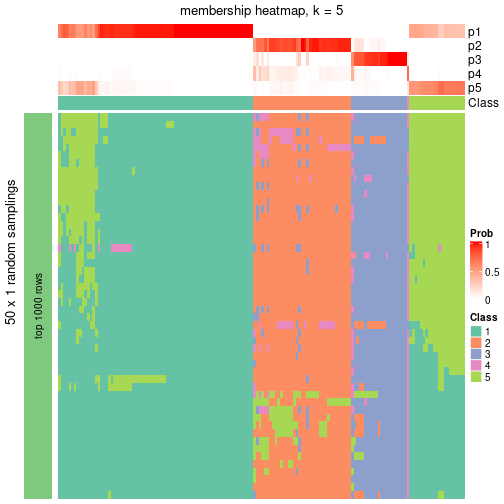 membership heatmap, k = 5
p1
p2
p3
p4
p5
Class
50 x 1 random samplings
top 1000 rows
Prob
1
0.5
0
Class
1
2
3
4
5